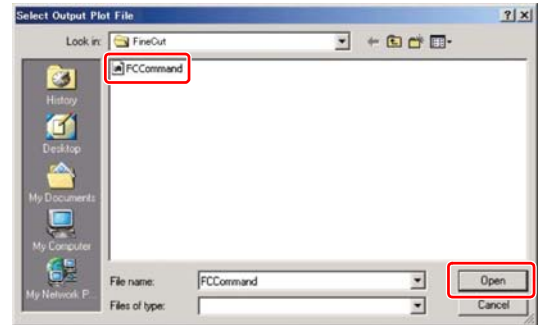 Select Output Plot File
Look in: FineCut
FCCommand
History
Desktop
My Documents
My Computer
My Network P...
File name: FCCommand Open
Files of type: Cancel